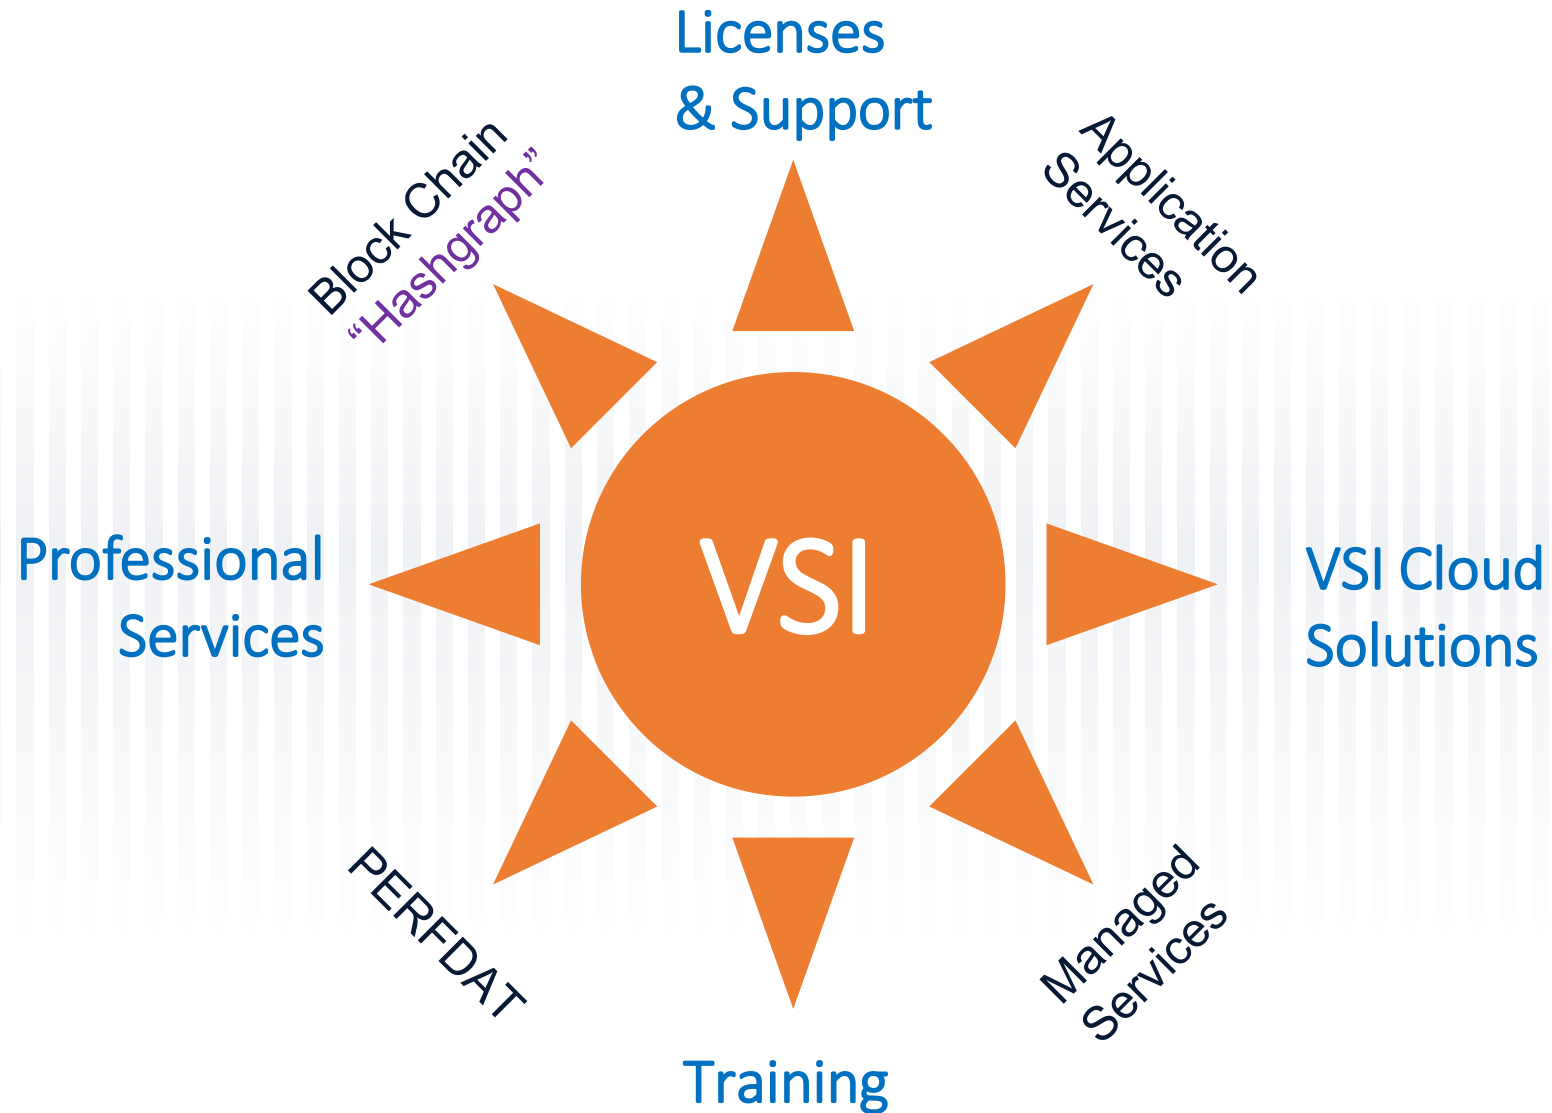 Licenses
& Support
Block Chain
“Hashgraph”
Application
Services
Professional
Services
VSI
VSI Cloud
Solutions
PERFDAT
Managed
Services
Training